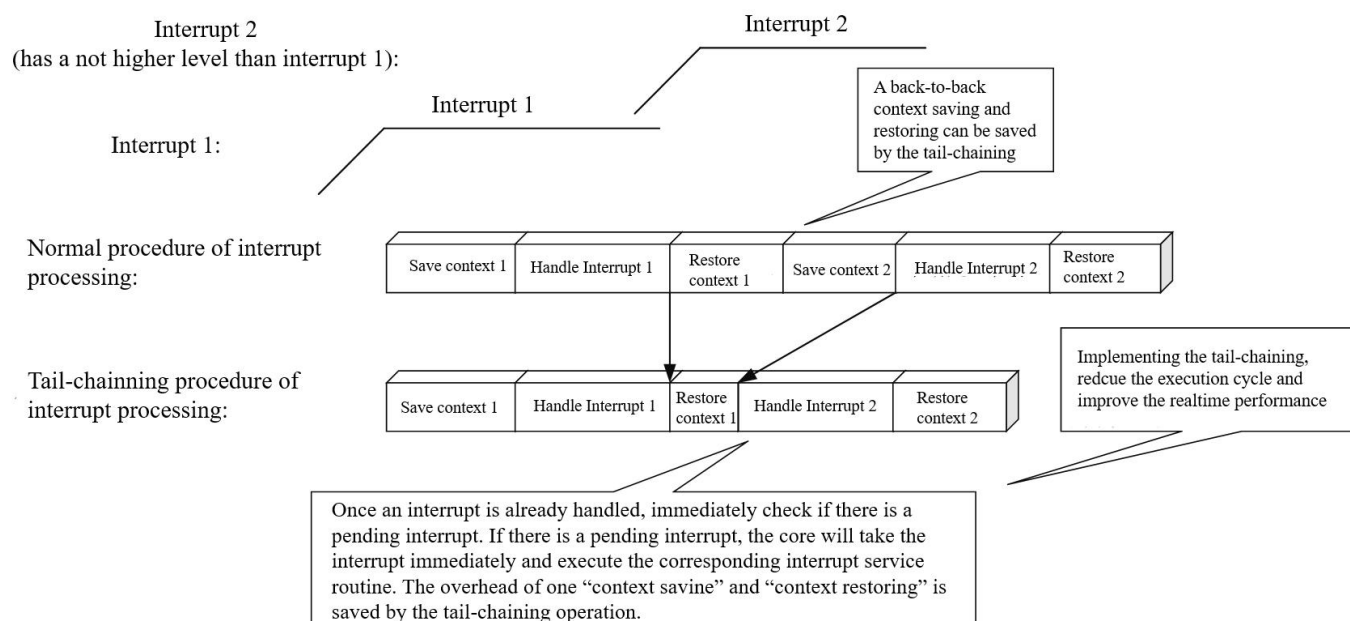 Interrupt 2
(has a not higher level than interrupt 1):
Interrupt 2
Interrupt 1
Interrupt 1:
A back-to-back
context saving and
restoring can be saved
by the tail-chaining
Normal procedure of interrupt
processing:
Save context 1
Handle Interrupt 1
Restore
context 1
Save context 2
Handle Interrupt 2
Restore
context 2
Tail-chainning procedure of
interrupt processing:
Save context 1
Handle Interrupt 1
Restore
context 1
Handle Interrupt 2
Restore
context 2
Implementing the tail-chaining,
redcue the execution cycle and
improve the realtime performance
Once an interrupt is already handled, immediately check if there is a
pending interrupt. If there is a pending interrupt, the core will take the
interrupt immediately and execute the corresponding interrupt service
routine. The overhead of one “context savine” and “context restoring” is
saved by the tail-chaining operation.